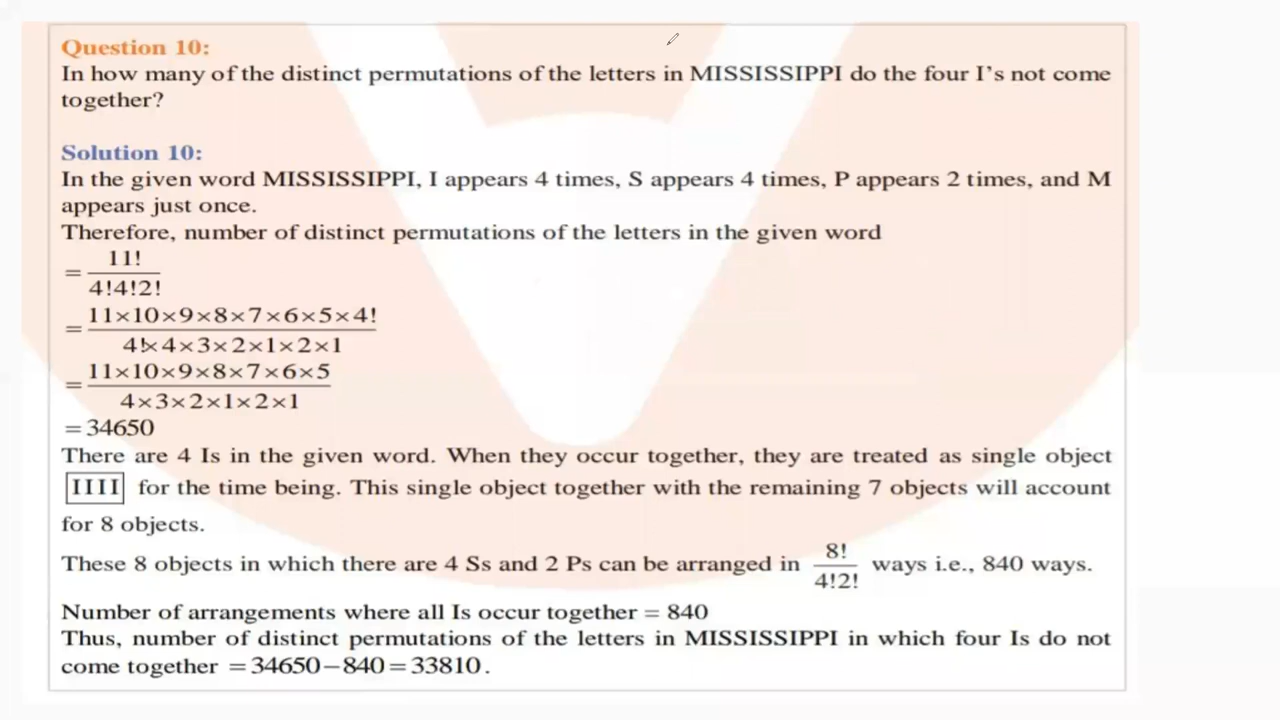 Question 10:
In how many of the distinct permutations of the letters in MISSISSIPPI do the four I's not come
together?
Solution 10:
In the given word MISSISSIPPI, I appears 4 times, S appears 4 times, P appears 2 times, and M
appears just once.
Therefore, number of distinct permutations of the letters in the given word
= 11!
4!4!2!
= 11×10×9×8×7×6×5×4!
4!×4×3×2×1×2×1
= 11×10×9×8×7×6×5
4×3×2×1×2×1
= 34650
There are 4 Is in the given word. When they occur together, they are treated as single object
IIII for the time being. This single object together with the remaining 7 objects will account
for 8 objects.
These 8 objects in which there are 4 Ss and 2 Ps can be arranged in 8!/4!2! ways i.e., 840 ways.
Number of arrangements where all Is occur together = 840
Thus, number of distinct permutations of the letters in MISSISSIPPI in which four Is do not
come together = 34650−840 = 33810.